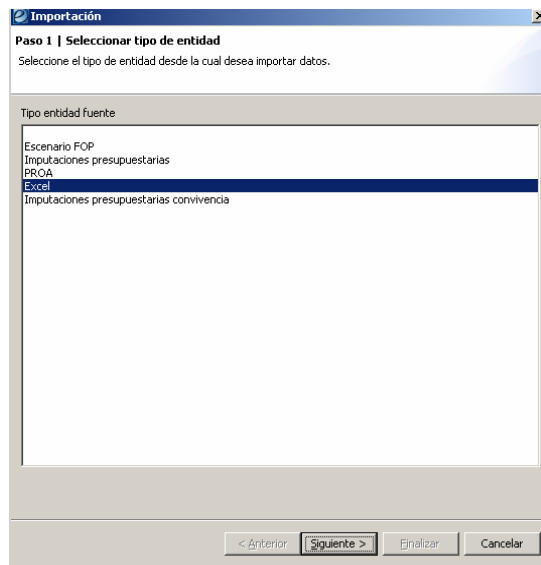 Importación
Paso 1 | Seleccionar tipo de entidad
Seleccione el tipo de entidad desde la cual desea importar datos.
Tipo entidad fuente
Escenario FOP
Imputaciones presupuestarias
PROA
Excel
Imputaciones presupuestarias convivencia
< Anterior Siguiente > Finalizar Cancelar